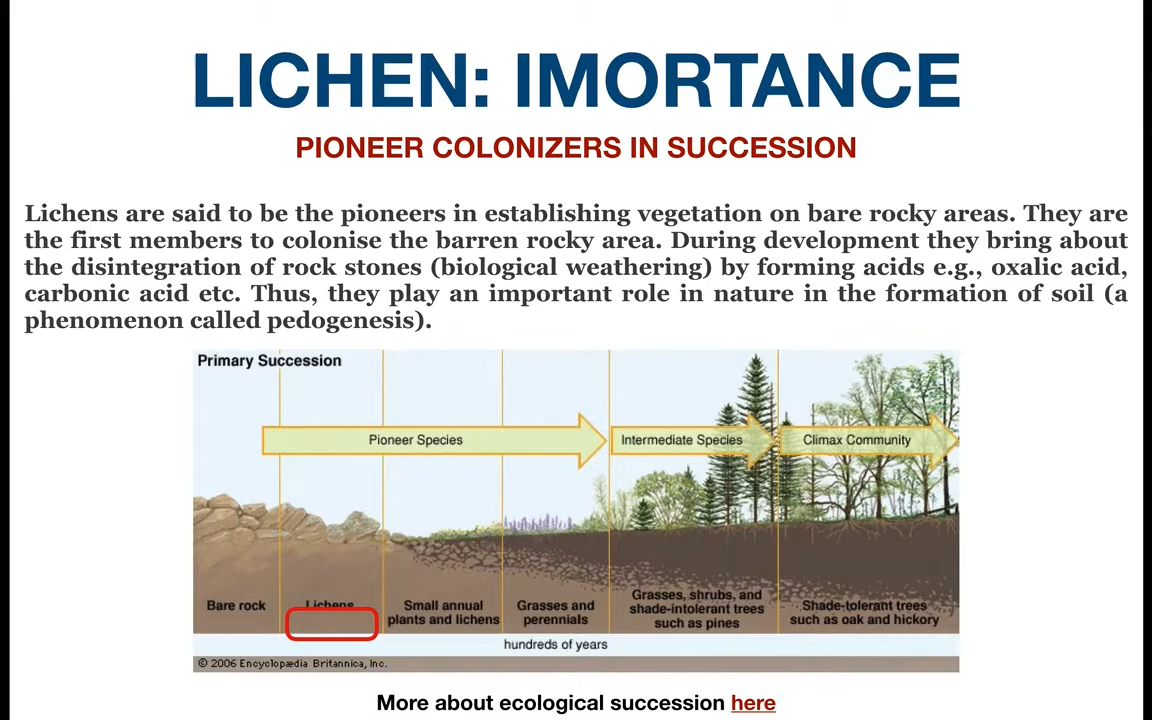 LICHEN: IMORTANCE
PIONEER COLONIZERS IN SUCCESSION
Lichens are said to be the pioneers in establishing vegetation on bare rocky areas. They are
the first members to colonise the barren rocky area. During development they bring about
the disintegration of rock stones (biological weathering) by forming acids e.g., oxalic acid,
carbonic acid etc. Thus, they play an important role in nature in the formation of soil (a
phenomenon called pedogenesis).
Primary Succession
Pioneer Species
Intermediate Species
Climax Community
Bare rock
Lichens
Small annual
plants and lichens
Grasses and
perennials
Grasses, shrubs, and
shade-intolerant trees
such as pines
Shade-tolerant trees
such as oak and hickory
hundreds of years
© 2006 Encyclopædia Britannica, Inc.
More about ecological succession here